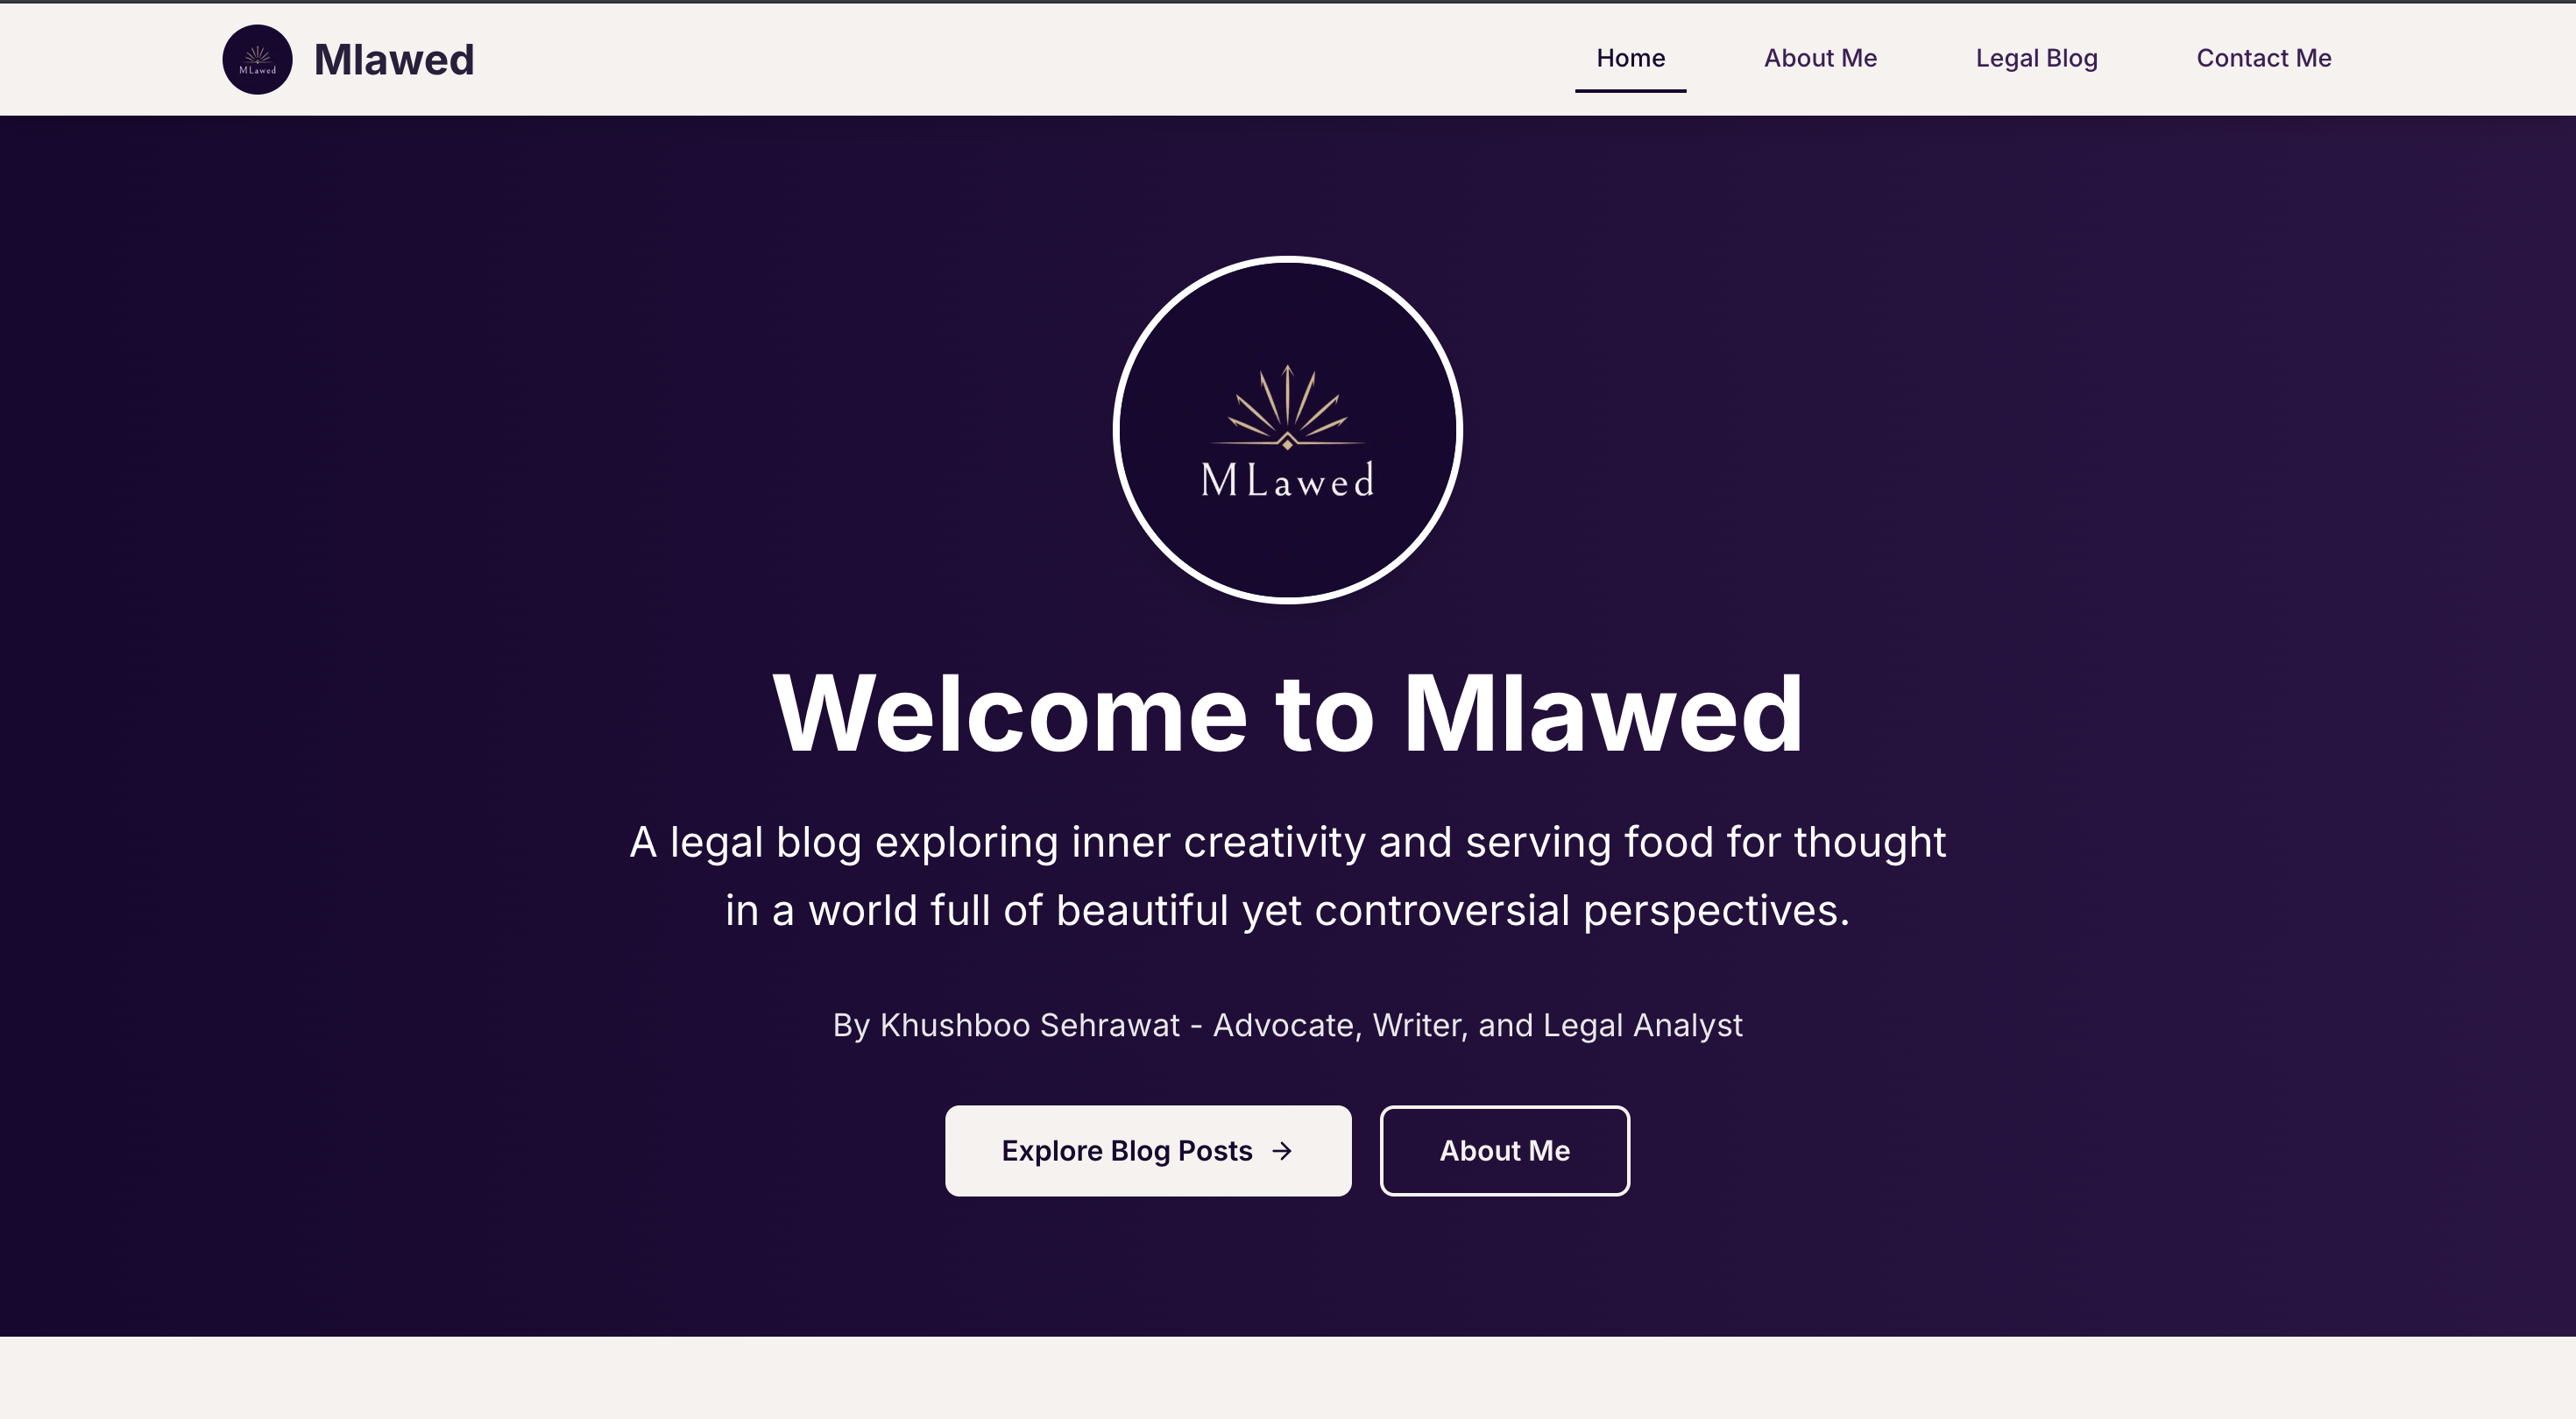 MLawed
Mlawed
Home
About Me
Legal Blog
Contact Me
MLawed
Welcome to Mlawed
A legal blog exploring inner creativity and serving food for thought
in a world full of beautiful yet controversial perspectives.
By Khushboo Sehrawat - Advocate, Writer, and Legal Analyst
Explore Blog Posts →
About Me